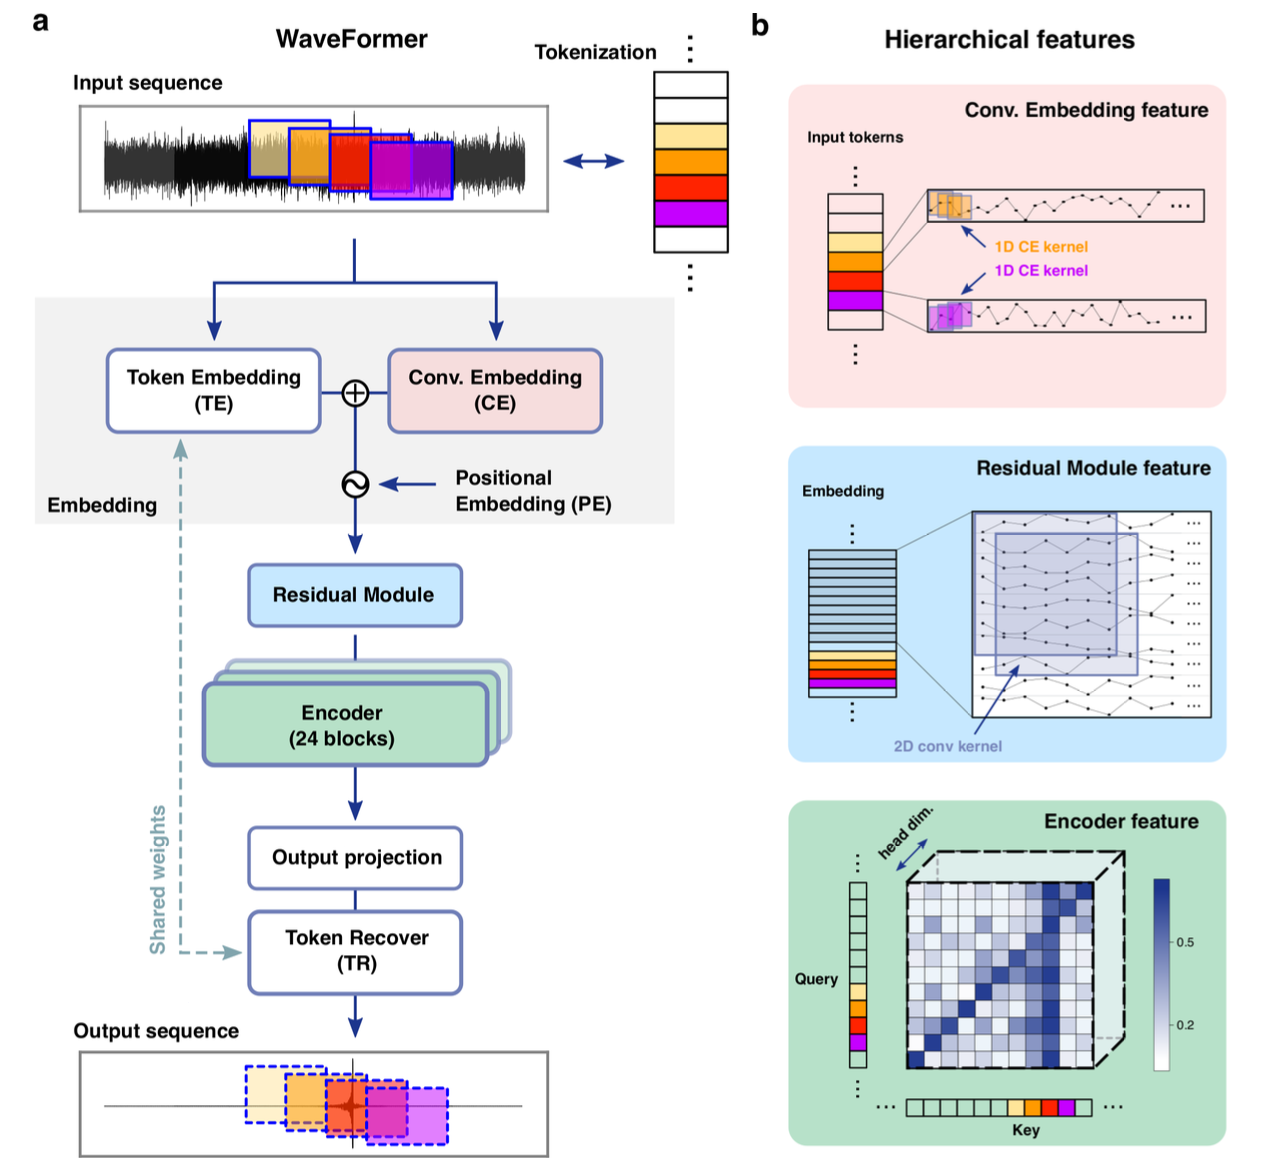 a
WaveFormer
Tokenization
Input sequence
Token Embedding
(TE)
Conv. Embedding
(CE)
Embedding
Positional
Embedding (PE)
Residual Module
Encoder
(24 blocks)
Shared weights
Output projection
Token Recover
(TR)
Output sequence
b
Hierarchical features
Conv. Embedding feature
Input tokerns
...
1D CE kernel
1D CE kernel
...
Residual Module feature
Embedding
...
...
...
...
...
...
...
...
...
...
2D conv kernel
Encoder feature
head dim.
0.5
Query
0.2
... ...
Key